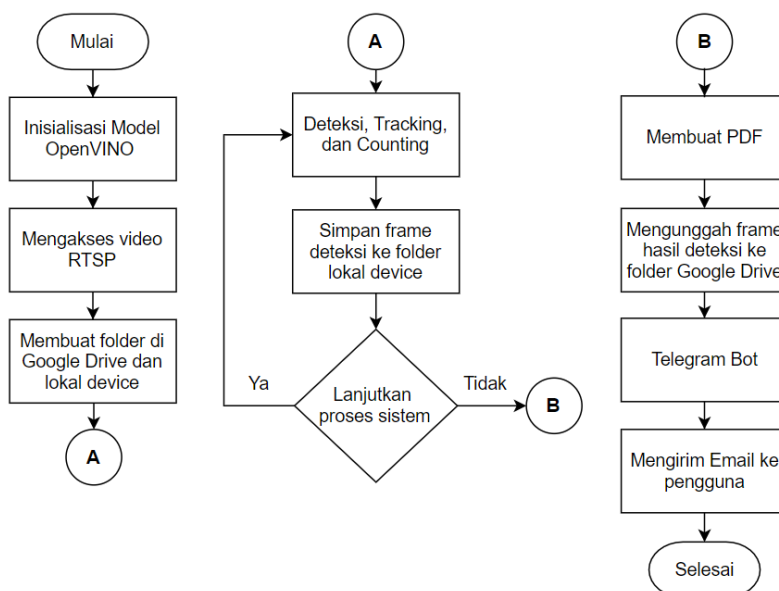 Mulai
Inisialisasi Model
OpenVINO
Mengakses video
RTSP
Membuat folder di
Google Drive dan
lokal device
A
A
Deteksi, Tracking,
dan Counting
Simpan frame
deteksi ke folder
lokal device
Lanjutkan
proses sistem
Ya
Tidak
B
B
Membuat PDF
Mengunggah frame
hasil deteksi ke
folder Google Drive
Telegram Bot
Mengirim Email ke
pengguna
Selesai